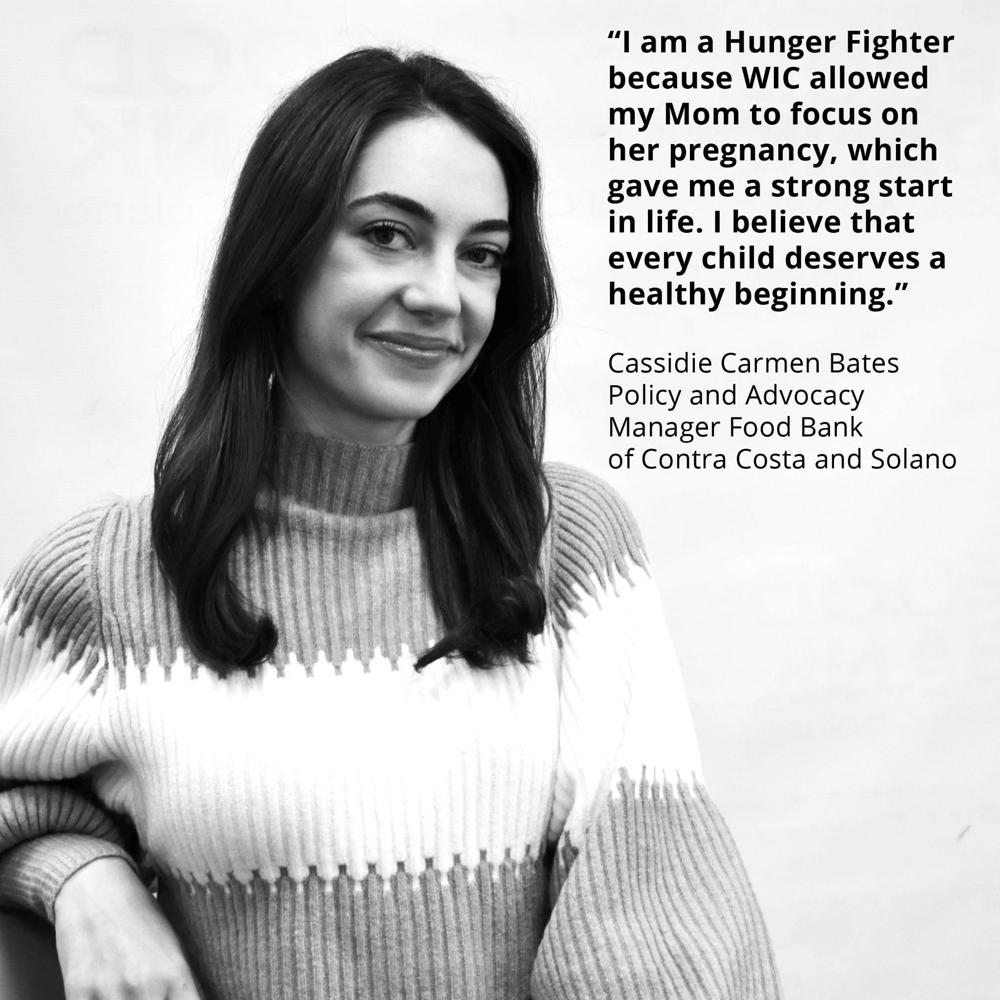 “I am a Hunger Fighter
because WIC allowed
my Mom to focus on
her pregnancy, which
gave me a strong start
in life. I believe that
every child deserves a
healthy beginning.”
Cassidie Carmen Bates
Policy and Advocacy
Manager Food Bank
of Contra Costa and Solano